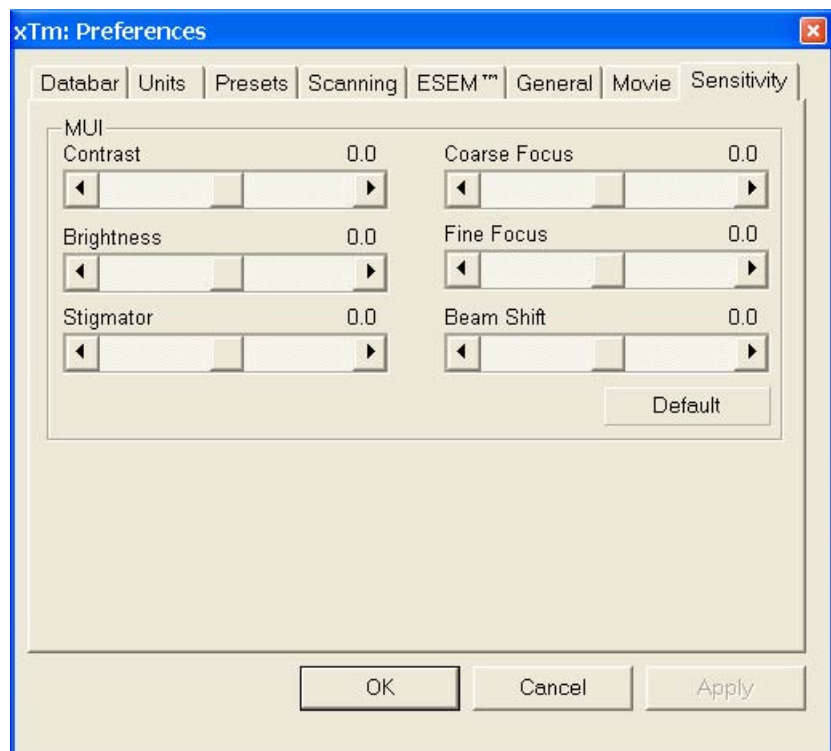 xTm: Preferences
Databar Units Presets Scanning ESEM™ General Movie Sensitivity
MUI
Contrast 0.0 Coarse Focus 0.0
Brightness 0.0 Fine Focus 0.0
Stigmator 0.0 Beam Shift 0.0
Default
OK Cancel Apply